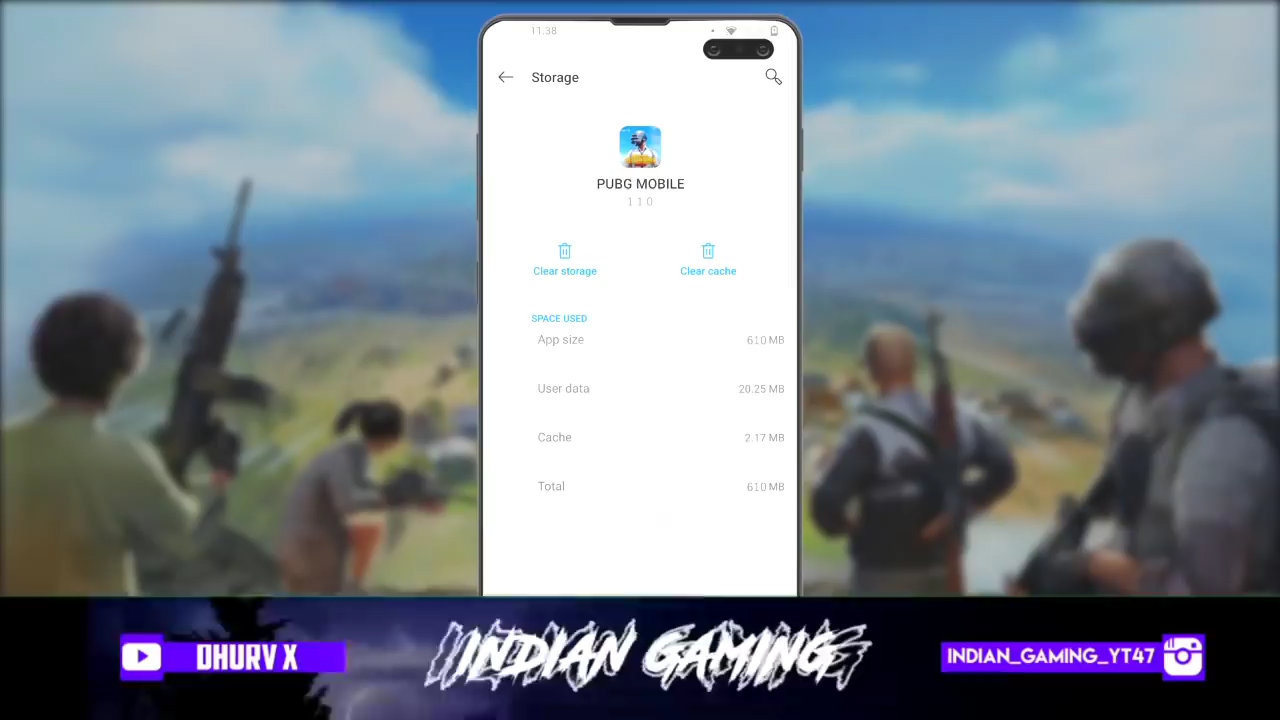 11.38
Storage
PUBG MOBILE
1 1 0
Clear storage
Clear cache
SPACE USED
App size
610 MB
User data
20.25 MB
Cache
2.17 MB
Total
610 MB
DHURV X
INDIAN GAMING
INDIAN_GAMING_YT47